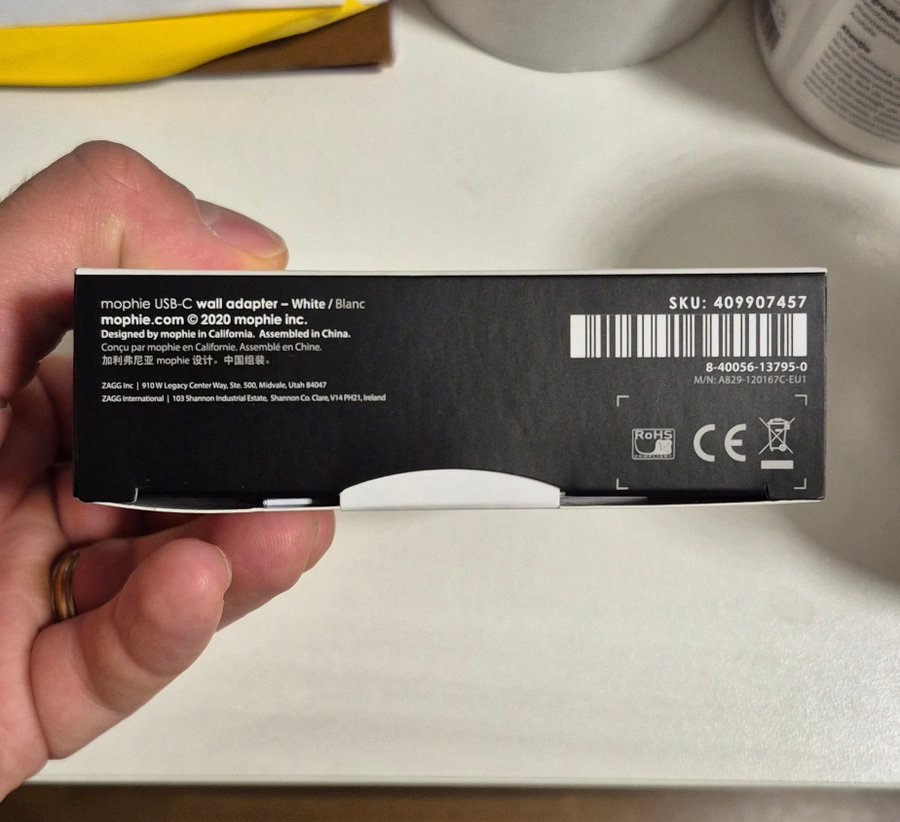 mophie USB-C wall adapter – White / Blanc
mophie.com © 2020 mophie inc.
Designed by mophie in California. Assembled in China.
Conçu par mophie en Californie. Assemblé en Chine.
加利弗尼亚 mophie 设计。中国组装。
ZAGG Inc | 910 W Legacy Center Way, Ste. 500, Midvale, Utah 84047
ZAGG International | 103 Shannon Industrial Estate, Shannon Co. Clare, V14 PH21, Ireland
SKU: 409907457
8-40056-13795-0
M/N: A829-120167C-EU1
RoHS
COMPLIANT
CE